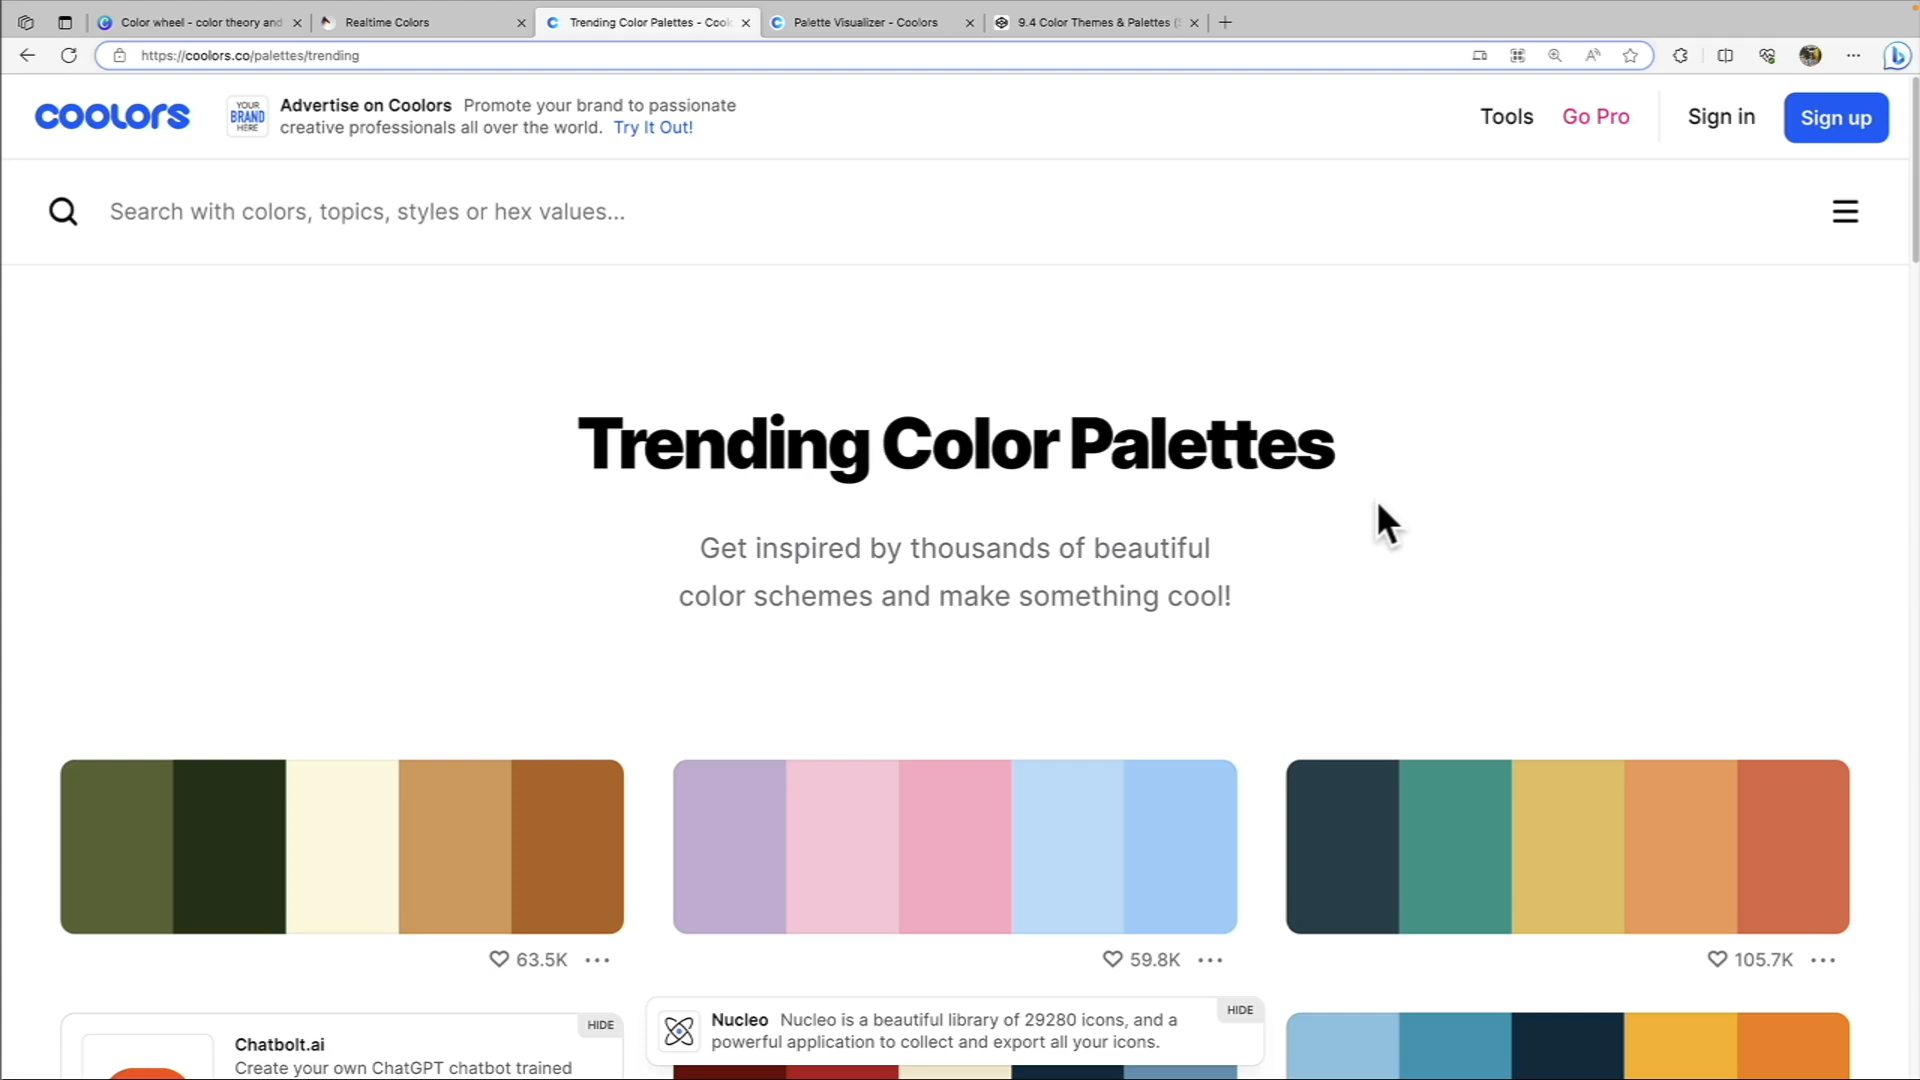 Color wheel - color theory and
Realtime Colors
Trending Color Palettes - Cool
Palette Visualizer - Coolors
9.4 Color Themes & Palettes (
https://coolors.co/palettes/trending
coolors
YOUR
BRAND
HERE
Advertise on Coolors Promote your brand to passionate
creative professionals all over the world. Try It Out!
Tools
Go Pro
Sign in
Sign up
Search with colors, topics, styles or hex values...
Trending Color Palettes
Get inspired by thousands of beautiful
color schemes and make something cool!
63.5K
59.8K
105.7K
HIDE
Chatbolt.ai
Create your own ChatGPT chatbot trained
HIDE
Nucleo Nucleo is a beautiful library of 29280 icons, and a
powerful application to collect and export all your icons.